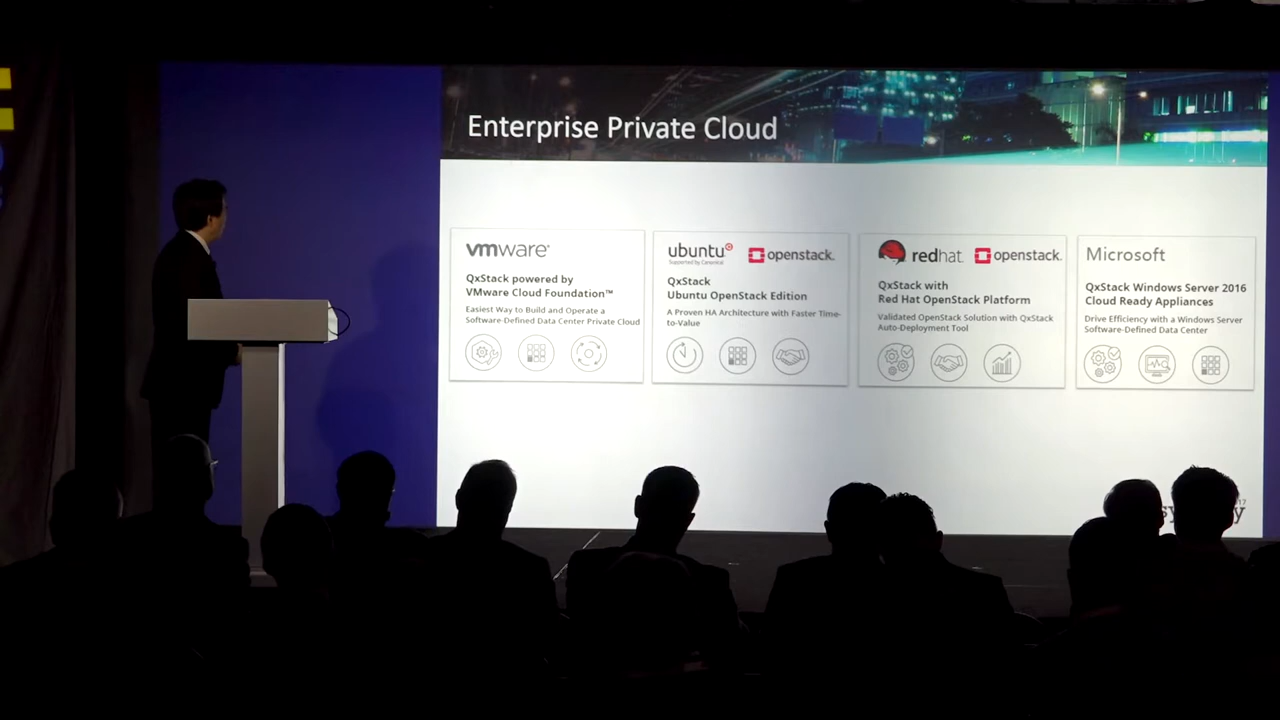 Enterprise Private Cloud
vmware®
QxStack powered by
VMware Cloud Foundation™
Easiest Way to Build and Operate a
Software-Defined Data Center Private Cloud
ubuntu®
Supported by Canonical
openstack.
QxStack
Ubuntu OpenStack Edition
A Proven HA Architecture with Faster Time-
to-Value
redhat.
openstack.
QxStack with
Red Hat OpenStack Platform
Validated OpenStack Solution with QxStack
Auto-Deployment Tool
Microsoft
QxStack Windows Server 2016
Cloud Ready Appliances
Drive Efficiency with a Windows Server
Software-Defined Data Center